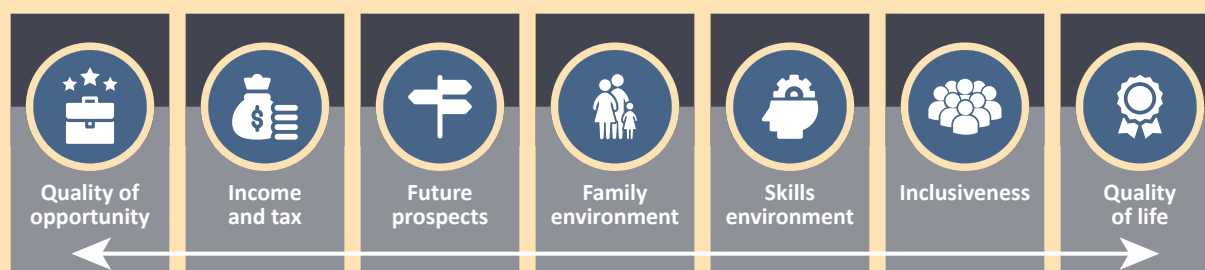 Quality of
opportunity
Income
and tax
Future
prospects
Family
environment
Skills
environment
Inclusiveness
Quality
of life
$